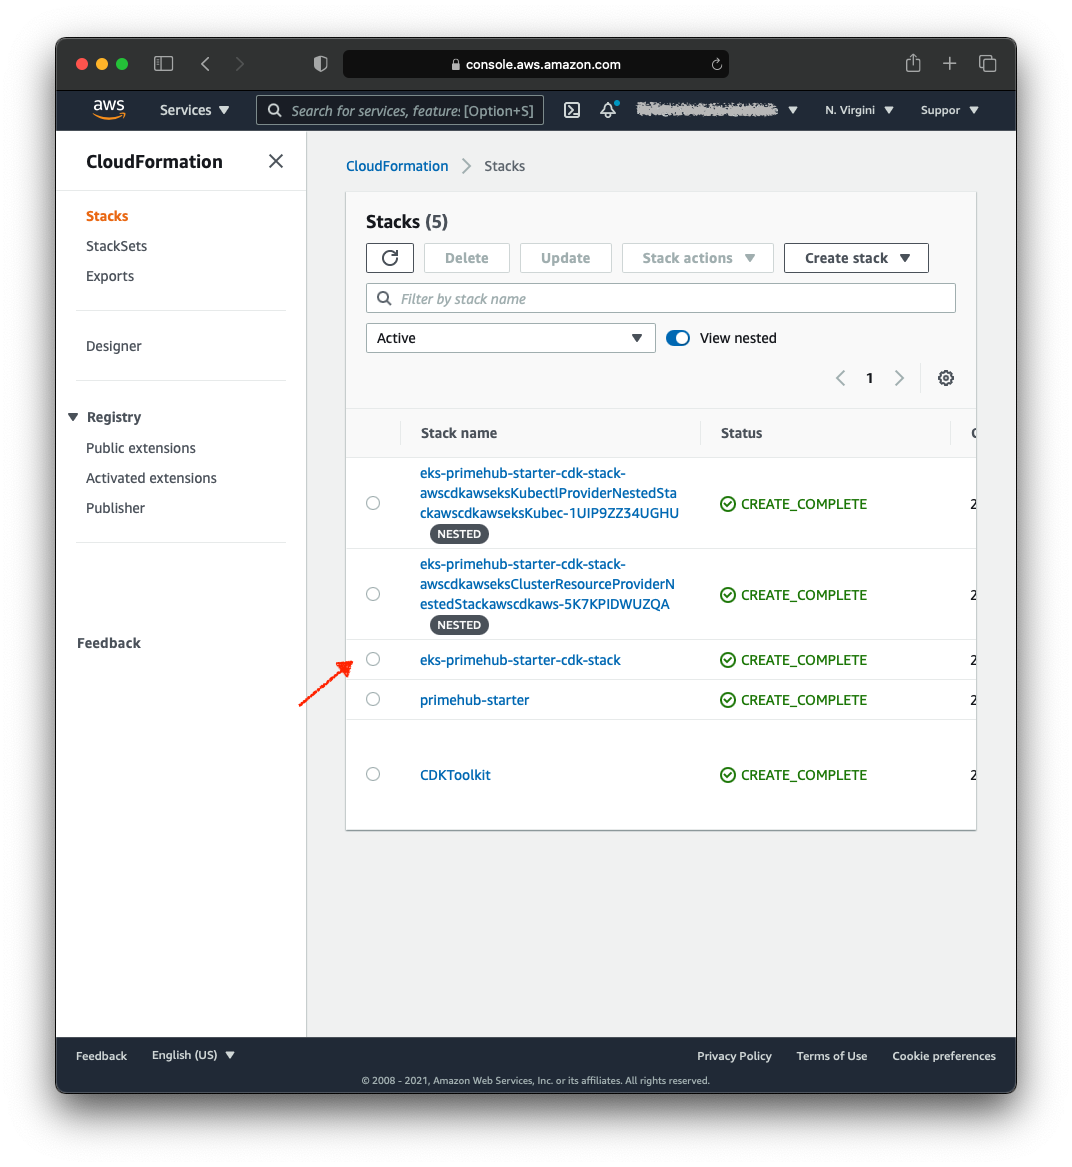 console.aws.amazon.com
aws
Services
Search for services, feature: [Option+S]
N. Virgini
Suppor
CloudFormation
Stacks
StackSets
Exports
Designer
Registry
Public extensions
Activated extensions
Publisher
Feedback
CloudFormation
Stacks
Stacks (5)
Delete
Update
Stack actions
Create stack
Filter by stack name
Active
View nested
1
Stack name
Status
eks-primehub-starter-cdk-stack-
awscdkawseksKubectlProviderNestedSta
ckawscdkawseksKubec-1UIP9ZZ34UGHU
NESTED
CREATE_COMPLETE
2
eks-primehub-starter-cdk-stack-
awscdkawseksClusterResourceProviderN
estedStackawscdkaws-5K7KPIDWUZQA
NESTED
CREATE_COMPLETE
2
eks-primehub-starter-cdk-stack
CREATE_COMPLETE
2
primehub-starter
CREATE_COMPLETE
2
CDKToolkit
CREATE_COMPLETE
2
Feedback
English (US)
Privacy Policy
Terms of Use
Cookie preferences
© 2008 - 2021, Amazon Web Services, Inc. or its affiliates. All rights reserved.